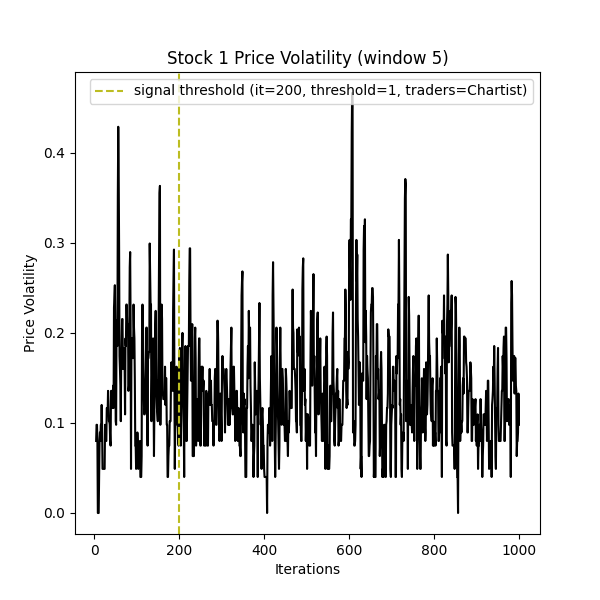 Stock 1 Price Volatility (window 5)
signal threshold (it=200, threshold=1, traders=Chartist)
Price Volatility
0.4
0.3
0.2
0.1
0.0
0 200 400 600 800 1000
Iterations